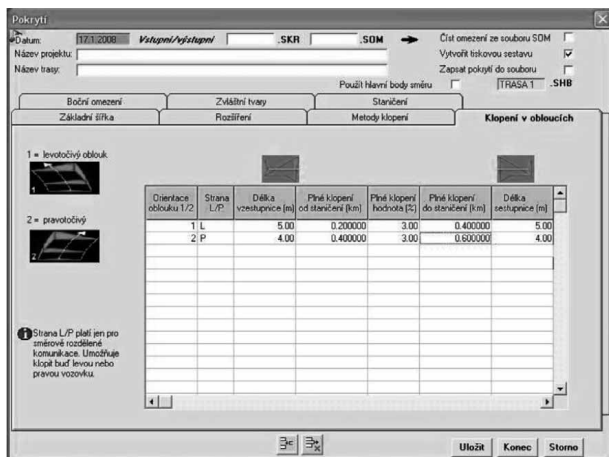 Pokrytí
Datum: 17.1.2008 Vstupní/výstupní .SKR .SOM Číst omezení ze souboru SOM
Název projektu: Vytvořit tiskovou sestavu
Název trasy: Zapsat pokrytí do souboru
Použít hlavní body směru TRASA1 .SHB
Boční omezení Zvláštní tvary Staničení
Základní šířka Rozšíření Metody klopení Klopení v obloucích
1 = levotočivý oblouk
1
2 = pravotočivý
2
Orientace oblouku 1/2 Strana L/P Délka vzestupnice (m) Plné klopení od staničení (km) Plné klopení hodnota (%) Plné klopení do staničení (km) Délka sestupnice (m)
1 L 5.00 0.200000 3.00 0.400000 5.00
2 P 4.00 0.400000 3.00 0.600000 4.00
Strana L/P platí jen pro
směrově rozdělené
komunikace. Umožňuje
klopit buď levou nebo
pravou vozovku.
Uložit Konec Storno